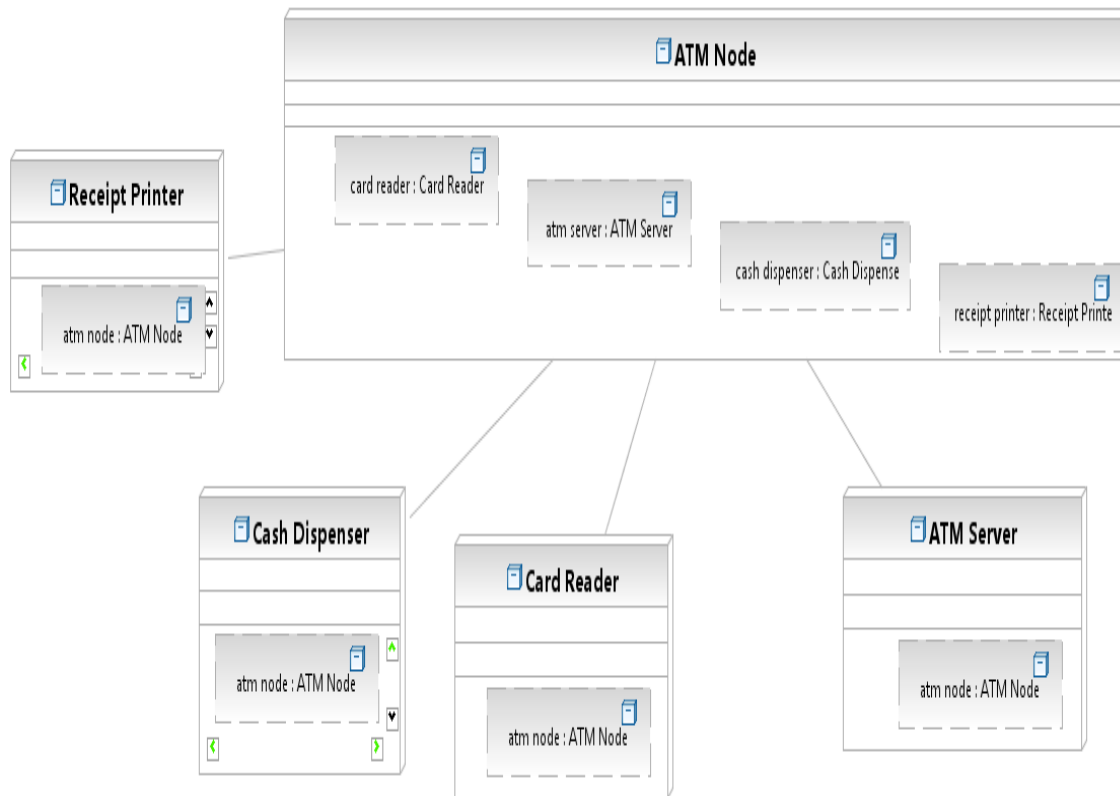 ATM Node
card reader : Card Reader
atm server : ATM Server
cash dispenser : Cash Dispense
receipt printer : Receipt Printe
Receipt Printer
atm node : ATM Node
Cash Dispenser
atm node : ATM Node
Card Reader
atm node : ATM Node
ATM Server
atm node : ATM Node